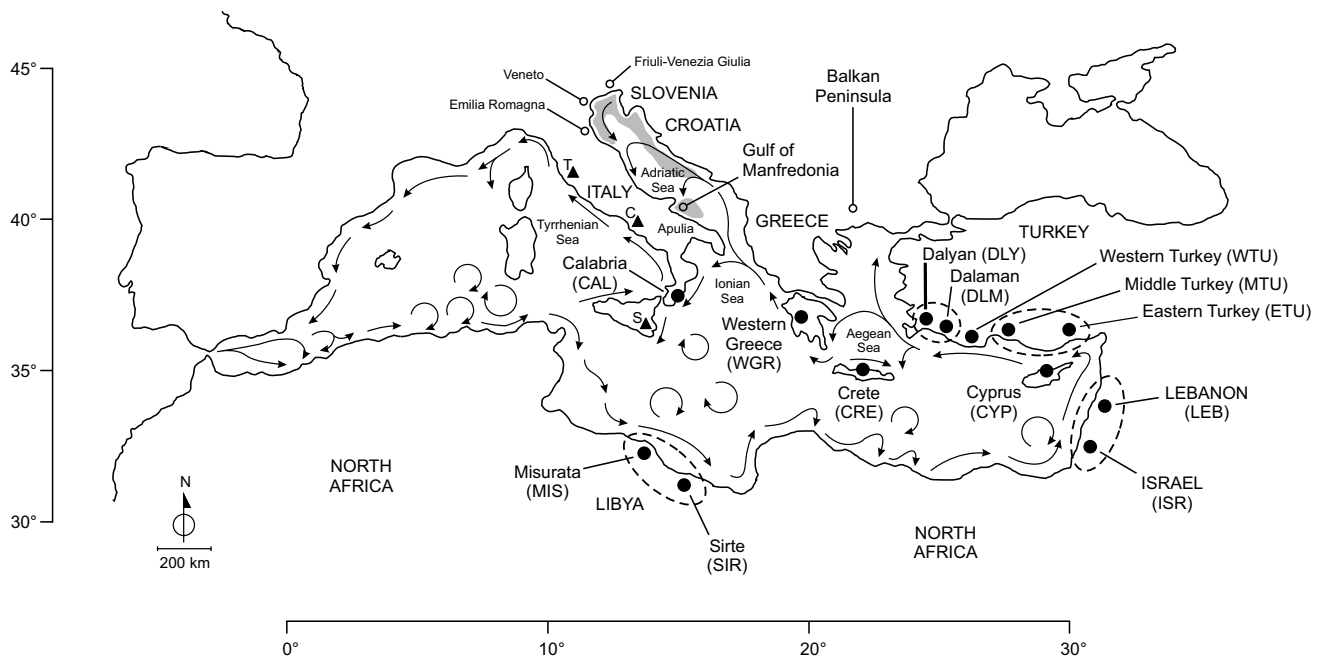 45°
40°
35°
30°
Veneto
Friuli-Venezia Giulia
Emilia Romagna
SLOVENIA
CROATIA
Balkan
Peninsula
Gulf of
Manfredonia
Adriatic
Sea
T
ITALY
C
Apulia
Tyrrhenian
Sea
GREECE
TURKEY
Calabria
(CAL)
Ionian
Sea
S
Western
Greece
(WGR)
Aegean
Sea
Dalyan (DLY)
Dalaman
(DLM)
Western Turkey (WTU)
Middle Turkey (MTU)
Eastern Turkey (ETU)
Crete
(CRE)
Cyprus
(CYP)
LEBANON
(LEB)
ISRAEL
(ISR)
NORTH
AFRICA
Misurata
(MIS)
LIBYA
Sirte
(SIR)
NORTH
AFRICA
N
200 km
0°
10°
20°
30°